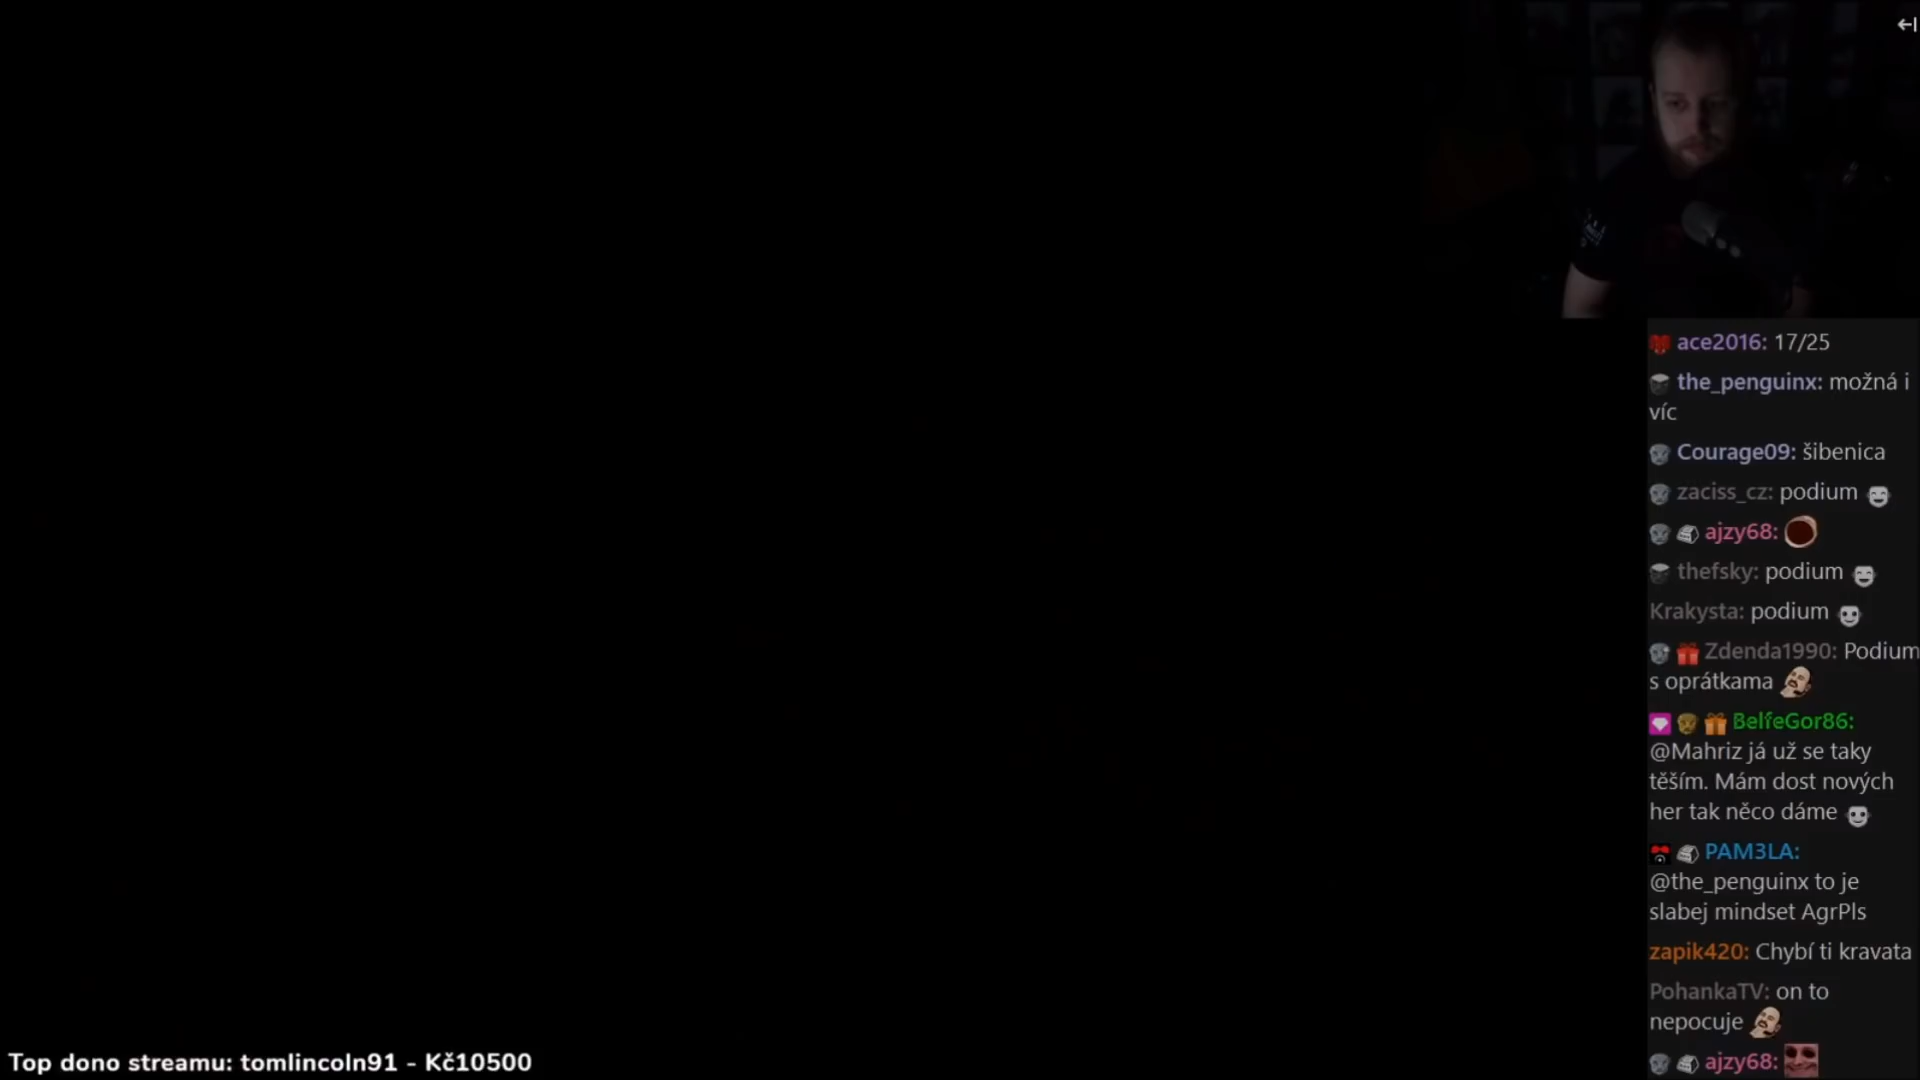 ace2016: 17/25
the_penguinx: možná i
víc
Courage09: šibenica
zaciss_cz: podium
ajzy68:
thefsky: podium
Krakysta: podium
Zdenda1990: Podium
s oprátkama
BelfeGor86:
@Mahriz já už se taky
těším. Mám dost nových
her tak něco dáme
PAM3LA:
@the_penguinx to je
slabej mindset AgrPls
zapik420: Chybí ti kravata
PohankaTV: on to
nepocuje
ajzy68:
Top dono streamu: tomlincoln91 - Kč10500